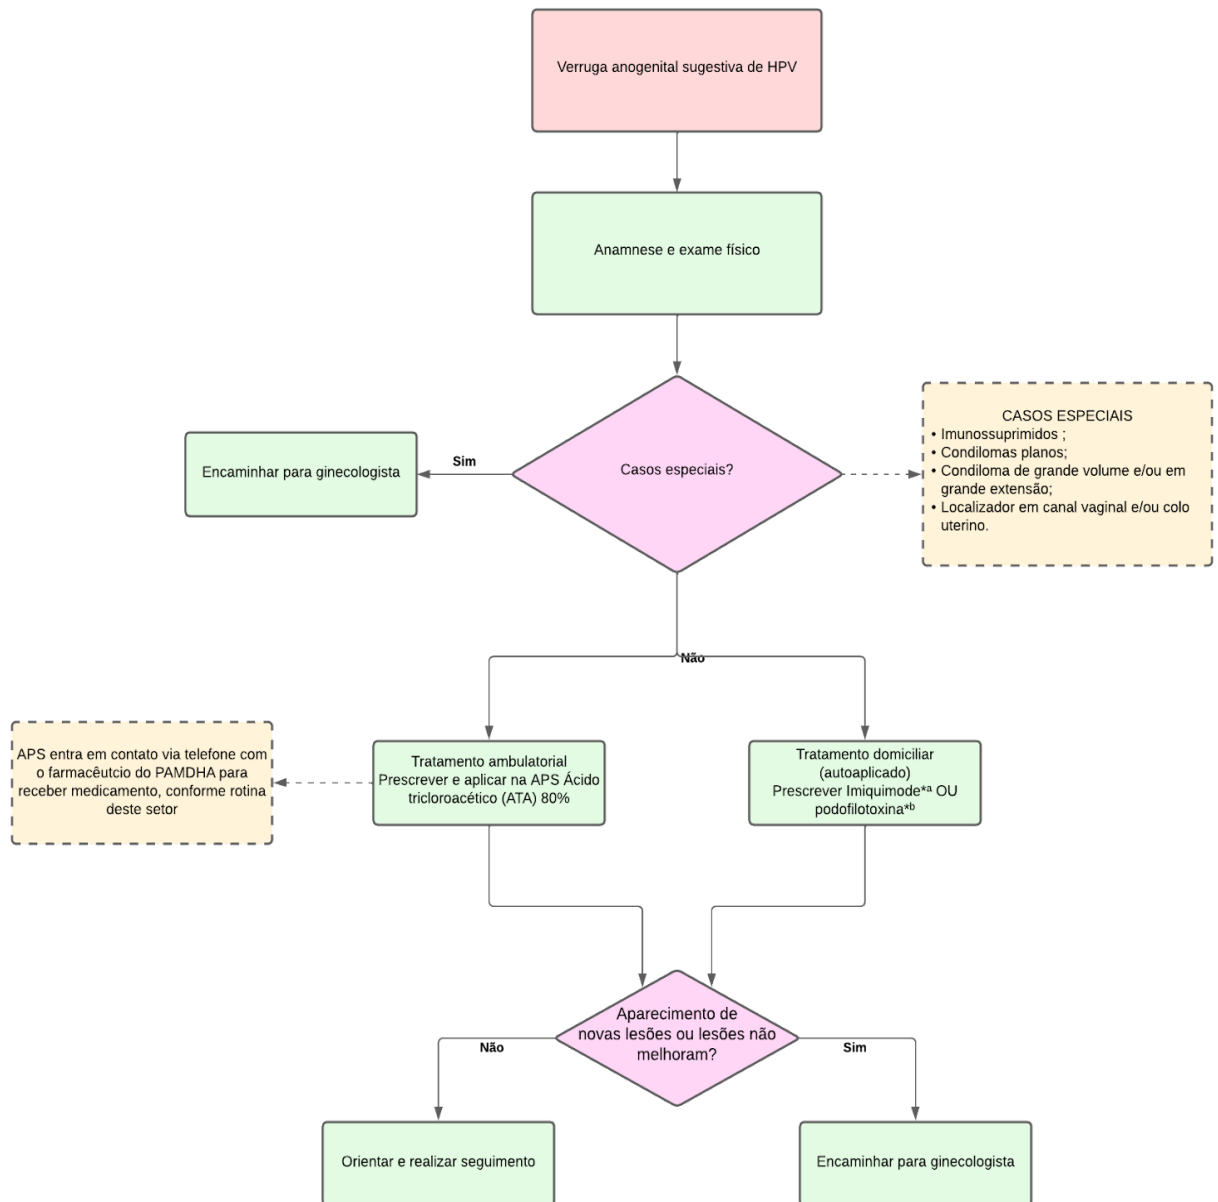 Verruga anogenital sugestiva de HPV
Anamnese e exame físico
Casos especiais?
Sim
Encaminhar para ginecologista
CASOS ESPECIAIS
• Imunossuprimidos ;
• Condilomas planos;
• Condiloma de grande volume e/ou em
grande extensão;
• Localizador em canal vaginal e/ou colo
uterino.
Não
APS entra em contato via telefone com
o farmacêutcio do PAMDHA para
receber medicamento, conforme rotina
deste setor
Tratamento ambulatorial
Prescrever e aplicar na APS Ácido
tricloroacético (ATA) 80%
Tratamento domiciliar
(autoaplicado)
Prescrever Imiquimode*ª OU
podofilotoxina*ᵇ
Aparecimento de
novas lesões ou lesões não
melhoram?
Não
Sim
Orientar e realizar seguimento
Encaminhar para ginecologista